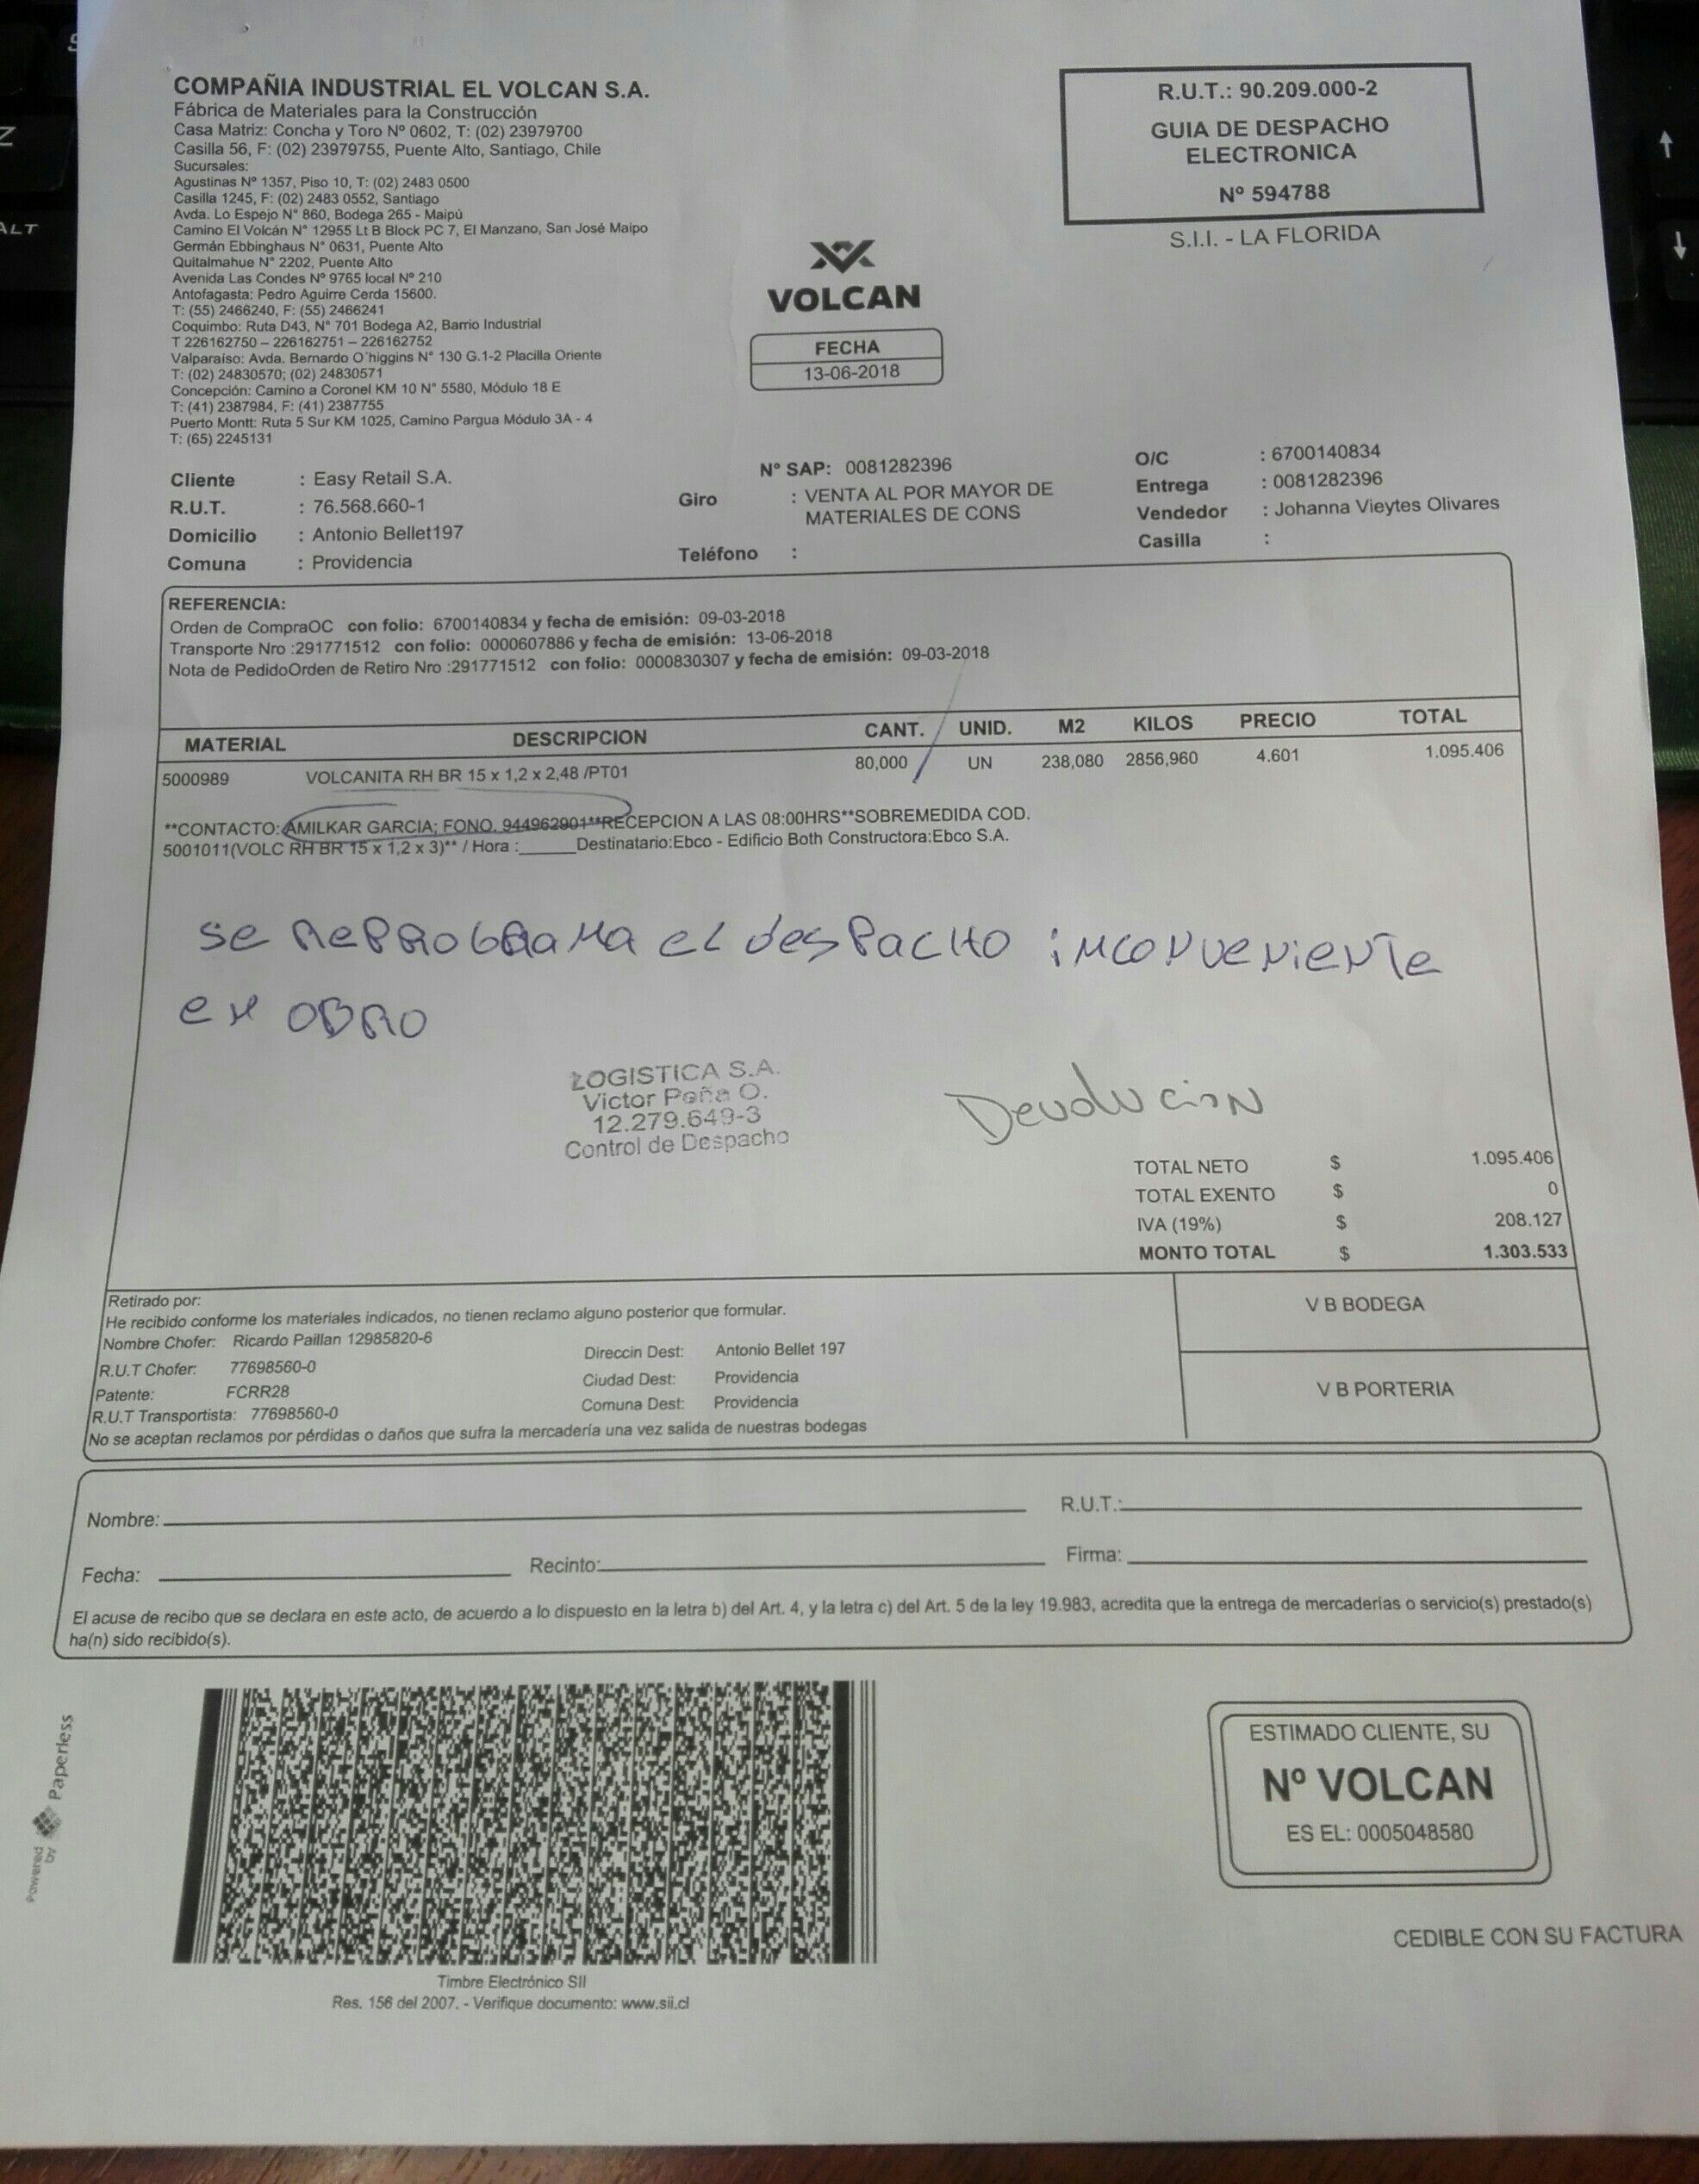 COMPAÑIA INDUSTRIAL EL VOLCAN S.A.
Fábrica de Materiales para la Construcción
Casa Matriz: Concha y Toro Nº 0602, T: (02) 23979700
Casilla 56, F: (02) 23979755, Puente Alto, Santiago, Chile
Sucursales:
Agustinas Nº 1357, Piso 10, T: (02) 2483 0500
Casilla 1245, F: (02) 2483 0552, Santiago
Avda. Lo Espejo N° 860, Bodega 265 - Maipú
Camino El Volcán N° 12955 Lt B Block PC 7, El Manzano, San José Maipo
Germán Ebbinghaus N° 0631, Puente Alto
Quitalmahue N° 2202, Puente Alto
Avenida Las Condes Nº 9765 local Nº 210
Antofagasta: Pedro Aguirre Cerda 15600.
T: (55) 2466240, F: (55) 2466241
Coquimbo: Ruta D43, N° 701 Bodega A2, Barrio Industrial
T 226162750 – 226162751 – 226162752
Valparaíso: Avda. Bernardo O´higgins N° 130 G.1-2 Placilla Oriente
T: (02) 24830570; (02) 24830571
Concepción: Camino a Coronel KM 10 N° 5580, Módulo 18 E
T: (41) 2387984, F: (41) 2387755
Puerto Montt: Ruta 5 Sur KM 1025, Camino Pargua Módulo 3A - 4
T: (65) 2245131
R.U.T.: 90.209.000-2
GUIA DE DESPACHO
ELECTRONICA
Nº 594788
S.I.I. - LA FLORIDA
VOLCAN
FECHA
13-06-2018
Cliente : Easy Retail S.A.
R.U.T. : 76.568.660-1
Domicilio : Antonio Bellet197
Comuna : Providencia
N° SAP: 0081282396
Giro : VENTA AL POR MAYOR DE
MATERIALES DE CONS
Teléfono :
O/C : 6700140834
Entrega : 0081282396
Vendedor : Johanna Vieytes Olivares
Casilla :
REFERENCIA:
Orden de CompraOC con folio: 6700140834 y fecha de emisión: 09-03-2018
Transporte Nro :291771512 con folio: 0000607886 y fecha de emisión: 13-06-2018
Nota de PedidoOrden de Retiro Nro :291771512 con folio: 0000830307 y fecha de emisión: 09-03-2018
MATERIAL DESCRIPCION CANT. UNID. M2 KILOS PRECIO TOTAL
5000989 VOLCANITA RH BR 15 x 1,2 x 2,48 /PT01 80,000 UN 238,080 2856,960 4.601 1.095.406
**CONTACTO: AMILKAR GARCIA; FONO. 944962901**RECEPCION A LAS 08:00HRS**SOBREMEDIDA COD.
5001011(VOLC RH BR 15 x 1,2 x 3)** / Hora :______Destinatario:Ebco - Edificio Both Constructora:Ebco S.A.
se reprograma el despacho inconveniente
en obro
LOGISTICA S.A.
Victor Peña O.
12.279.649-3
Control de Despacho
Devolucion
TOTAL NETO $ 1.095.406
TOTAL EXENTO $ 0
IVA (19%) $ 208.127
MONTO TOTAL $ 1.303.533
Retirado por:
He recibido conforme los materiales indicados, no tienen reclamo alguno posterior que formular.
Nombre Chofer: Ricardo Paillan 12985820-6
R.U.T Chofer: 77698560-0
Patente: FCRR28
R.U.T Transportista: 77698560-0
Direccin Dest: Antonio Bellet 197
Ciudad Dest: Providencia
Comuna Dest: Providencia
No se aceptan reclamos por pérdidas o daños que sufra la mercadería una vez salida de nuestras bodegas
V B BODEGA
V B PORTERIA
Nombre: R.U.T.:
Fecha: Recinto: Firma:
El acuse de recibo que se declara en este acto, de acuerdo a lo dispuesto en la letra b) del Art. 4, y la letra c) del Art. 5 de la ley 19.983, acredita que la entrega de mercaderías o servicio(s) prestado(s)
ha(n) sido recibido(s).
powered by Paperless
Timbre Electrónico SII
Res. 156 del 2007. - Verifique documento: www.sii.cl
ESTIMADO CLIENTE, SU
Nº VOLCAN
ES EL: 0005048580
CEDIBLE CON SU FACTURA
Z
ALT
↑
↓